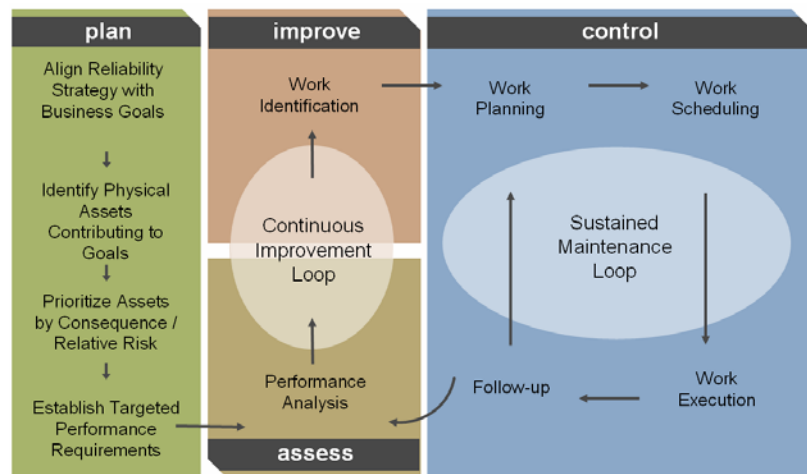 plan
Align Reliability
Strategy with
Business Goals
Identify Physical
Assets
Contributing to
Goals
Prioritize Assets
by Consequence /
Relative Risk
Establish Targeted
Performance
Requirements
improve
Work
Identification
Continuous
Improvement
Loop
Performance
Analysis
assess
control
Work
Planning
Work
Scheduling
Sustained
Maintenance
Loop
Follow-up
Work
Execution